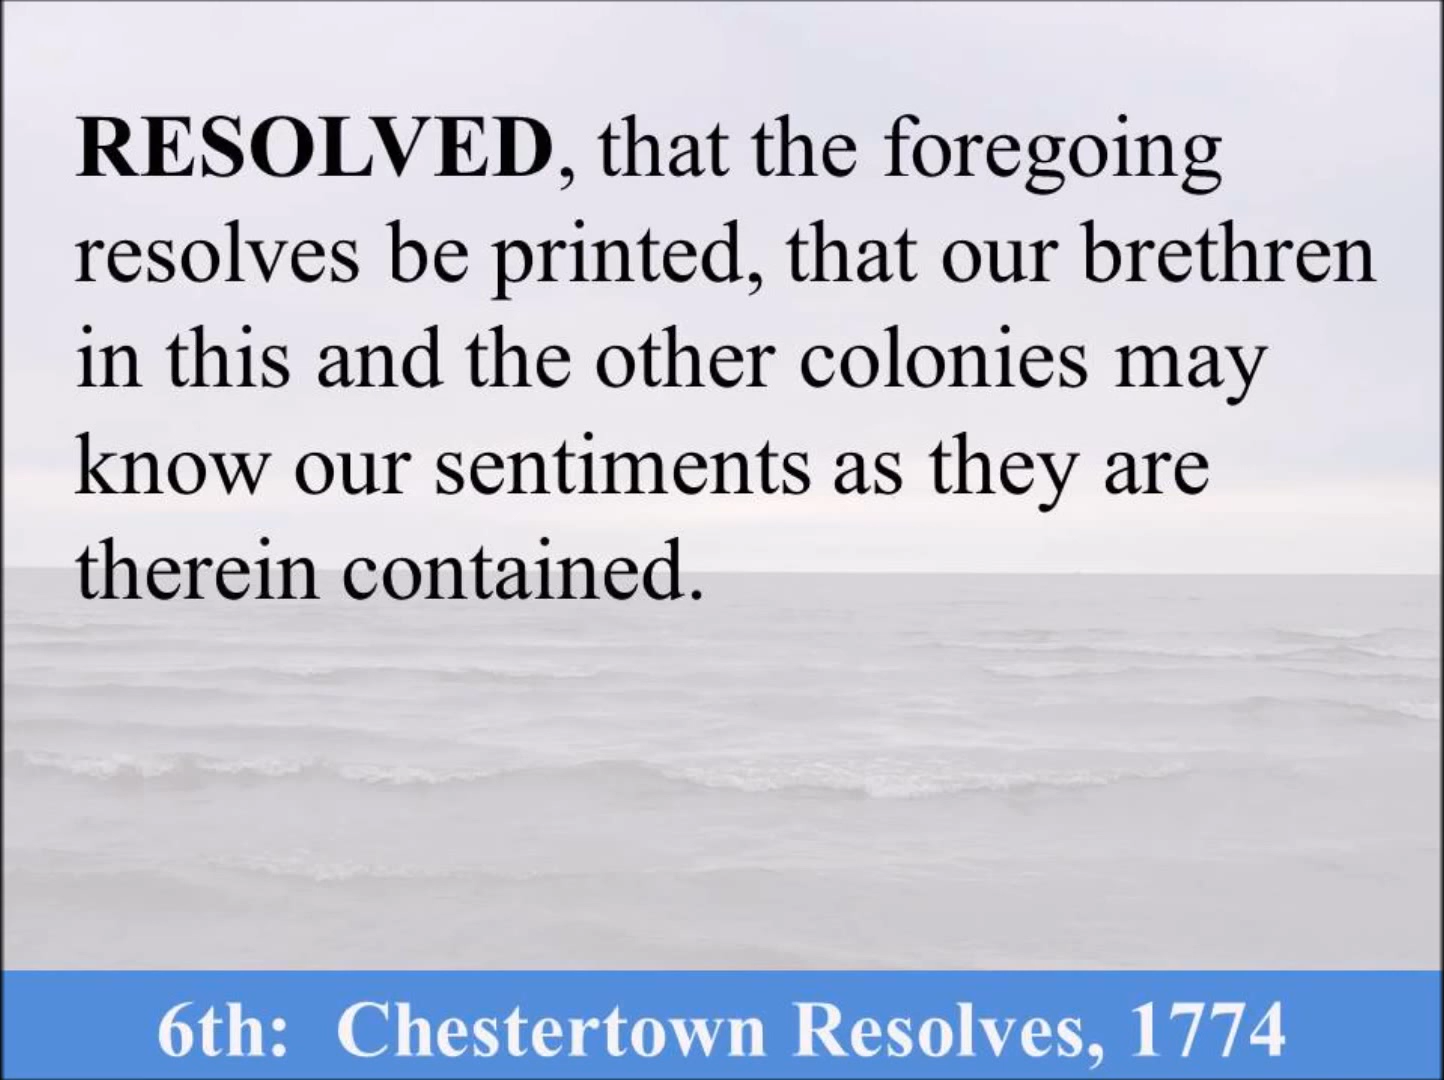 RESOLVED, that the foregoing
resolves be printed, that our brethren
in this and the other colonies may
know our sentiments as they are
therein contained.
6th: Chestertown Resolves, 1774